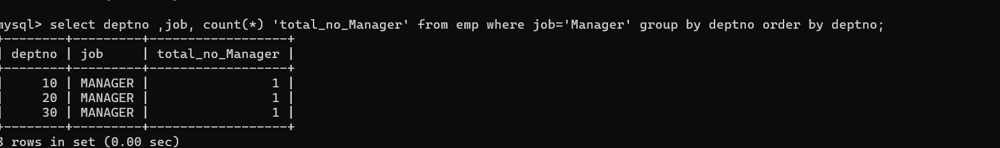 mysql> select deptno ,job, count(*) 'total_no_Manager' from emp where job='Manager' group by deptno order by deptno;
+--------+---------+------------------+
| deptno | job     | total_no_Manager |
+--------+---------+------------------+
|     10 | MANAGER |                1 |
|     20 | MANAGER |                1 |
|     30 | MANAGER |                1 |
+--------+---------+------------------+
3 rows in set (0.00 sec)